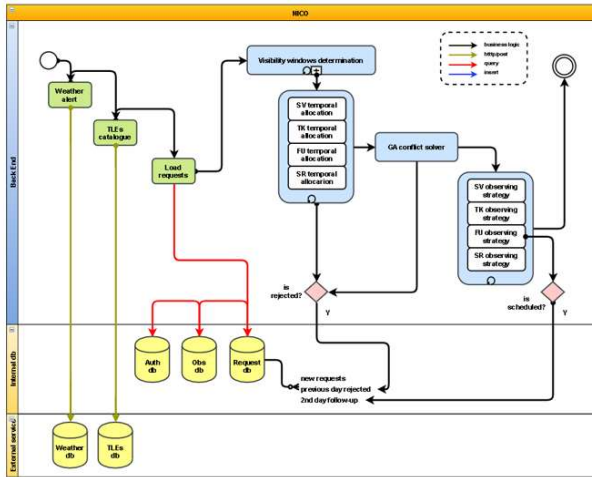 NICO
Back End
business logic
http/post
query
insert
Visibility windows determination
Weather
alert
TLEs
catalogue
Load
requests
SV temporal
allocation
TK temporal
allocation
FU temporal
allocation
SR temporal
allocarion
GA conflict solver
SV observing
strategy
TK observing
strategy
FU observing
strategy
SR observing
strategy
is
rejected?
Y
is
scheduled?
Y
Internal db
Auth
db
Obs
db
Request
db
new requests
previous day rejected
2nd day follow-up
External service
Weather
db
TLEs
db